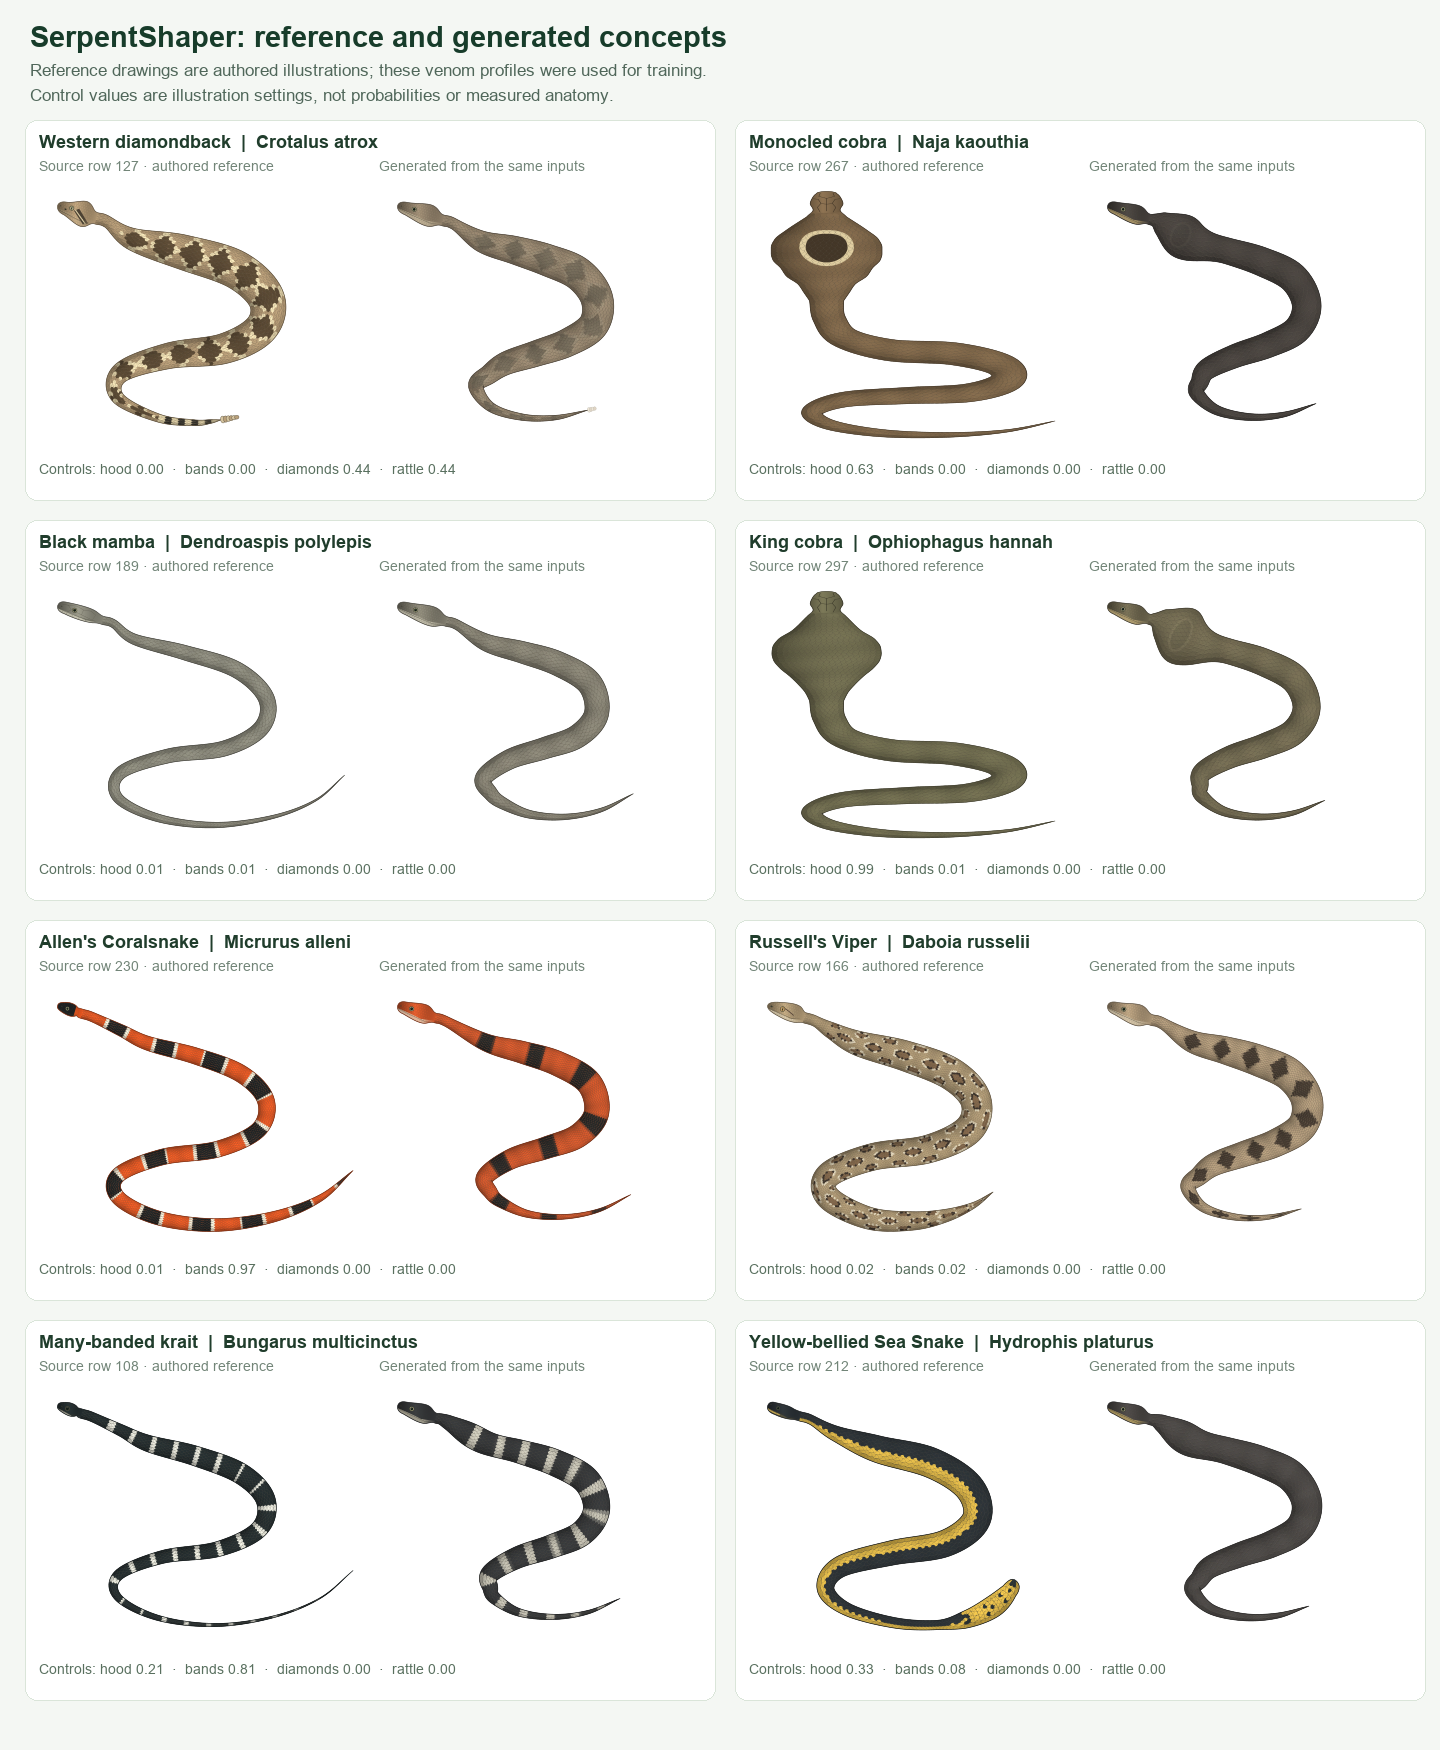 SerpentShaper: reference and generated concepts
Reference drawings are authored illustrations; these venom profiles were used for training.
Control values are illustration settings, not probabilities or measured anatomy.
Western diamondback | Crotalus atrox
Source row 127 · authored reference
Generated from the same inputs
Controls: hood 0.00 · bands 0.00 · diamonds 0.44 · rattle 0.44
Monocled cobra | Naja kaouthia
Source row 267 · authored reference
Generated from the same inputs
Controls: hood 0.63 · bands 0.00 · diamonds 0.00 · rattle 0.00
Black mamba | Dendroaspis polylepis
Source row 189 · authored reference
Generated from the same inputs
Controls: hood 0.01 · bands 0.01 · diamonds 0.00 · rattle 0.00
King cobra | Ophiophagus hannah
Source row 297 · authored reference
Generated from the same inputs
Controls: hood 0.99 · bands 0.01 · diamonds 0.00 · rattle 0.00
Allen's Coralsnake | Micrurus alleni
Source row 230 · authored reference
Generated from the same inputs
Controls: hood 0.01 · bands 0.97 · diamonds 0.00 · rattle 0.00
Russell's Viper | Daboia russelii
Source row 166 · authored reference
Generated from the same inputs
Controls: hood 0.02 · bands 0.02 · diamonds 0.00 · rattle 0.00
Many-banded krait | Bungarus multicinctus
Source row 108 · authored reference
Generated from the same inputs
Controls: hood 0.21 · bands 0.81 · diamonds 0.00 · rattle 0.00
Yellow-bellied Sea Snake | Hydrophis platurus
Source row 212 · authored reference
Generated from the same inputs
Controls: hood 0.33 · bands 0.08 · diamonds 0.00 · rattle 0.00